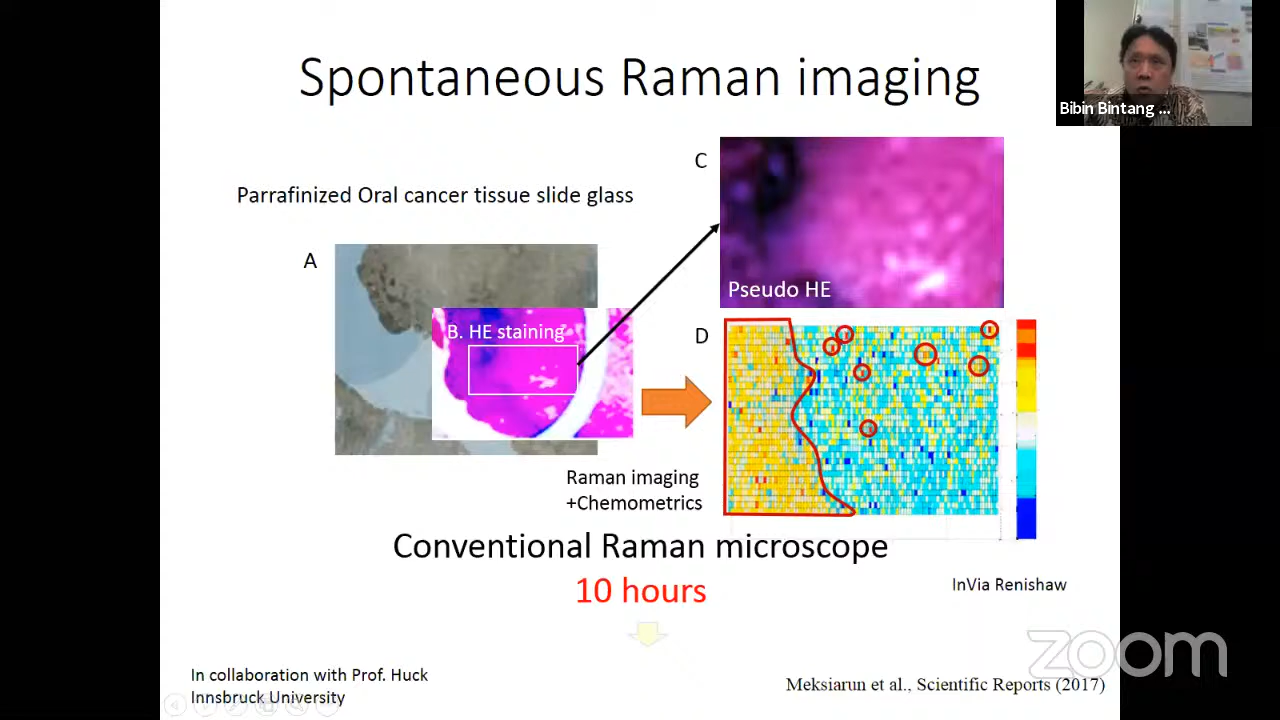 Spontaneous Raman imaging
Bibin Bintang ...
Parrafinized Oral cancer tissue slide glass
A
B. HE staining
C
Pseudo HE
D
Raman imaging
+Chemometrics
Conventional Raman microscope
10 hours
InVia Renishaw
In collaboration with Prof. Huck
Innsbruck University
Meksiarun et al., Scientific Reports (2017)
zoom